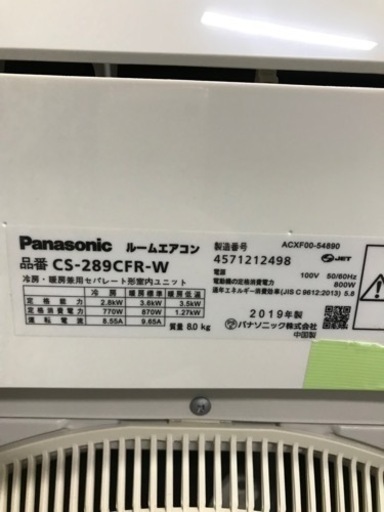 Panasonic ルームエアコン
品番 CS-289CFR-W
冷房・暖房兼用セパレート形室内ユニット
冷房 暖房標準 暖房低温
定格能力 2.8kW 3.6kW 3.5kW
定格消費電力 770W 870W 1.27kW
運転電流 8.55A 9.65A
質量 8.0 kg
製造番号 ACXF00-54890
4571212498 JET
電源 100V 50/60Hz
電動機の定格消費電力 800W
通年エネルギー消費効率(JIS C 9612:2013) 5.8
2019年製
パナソニック株式会社
中国製